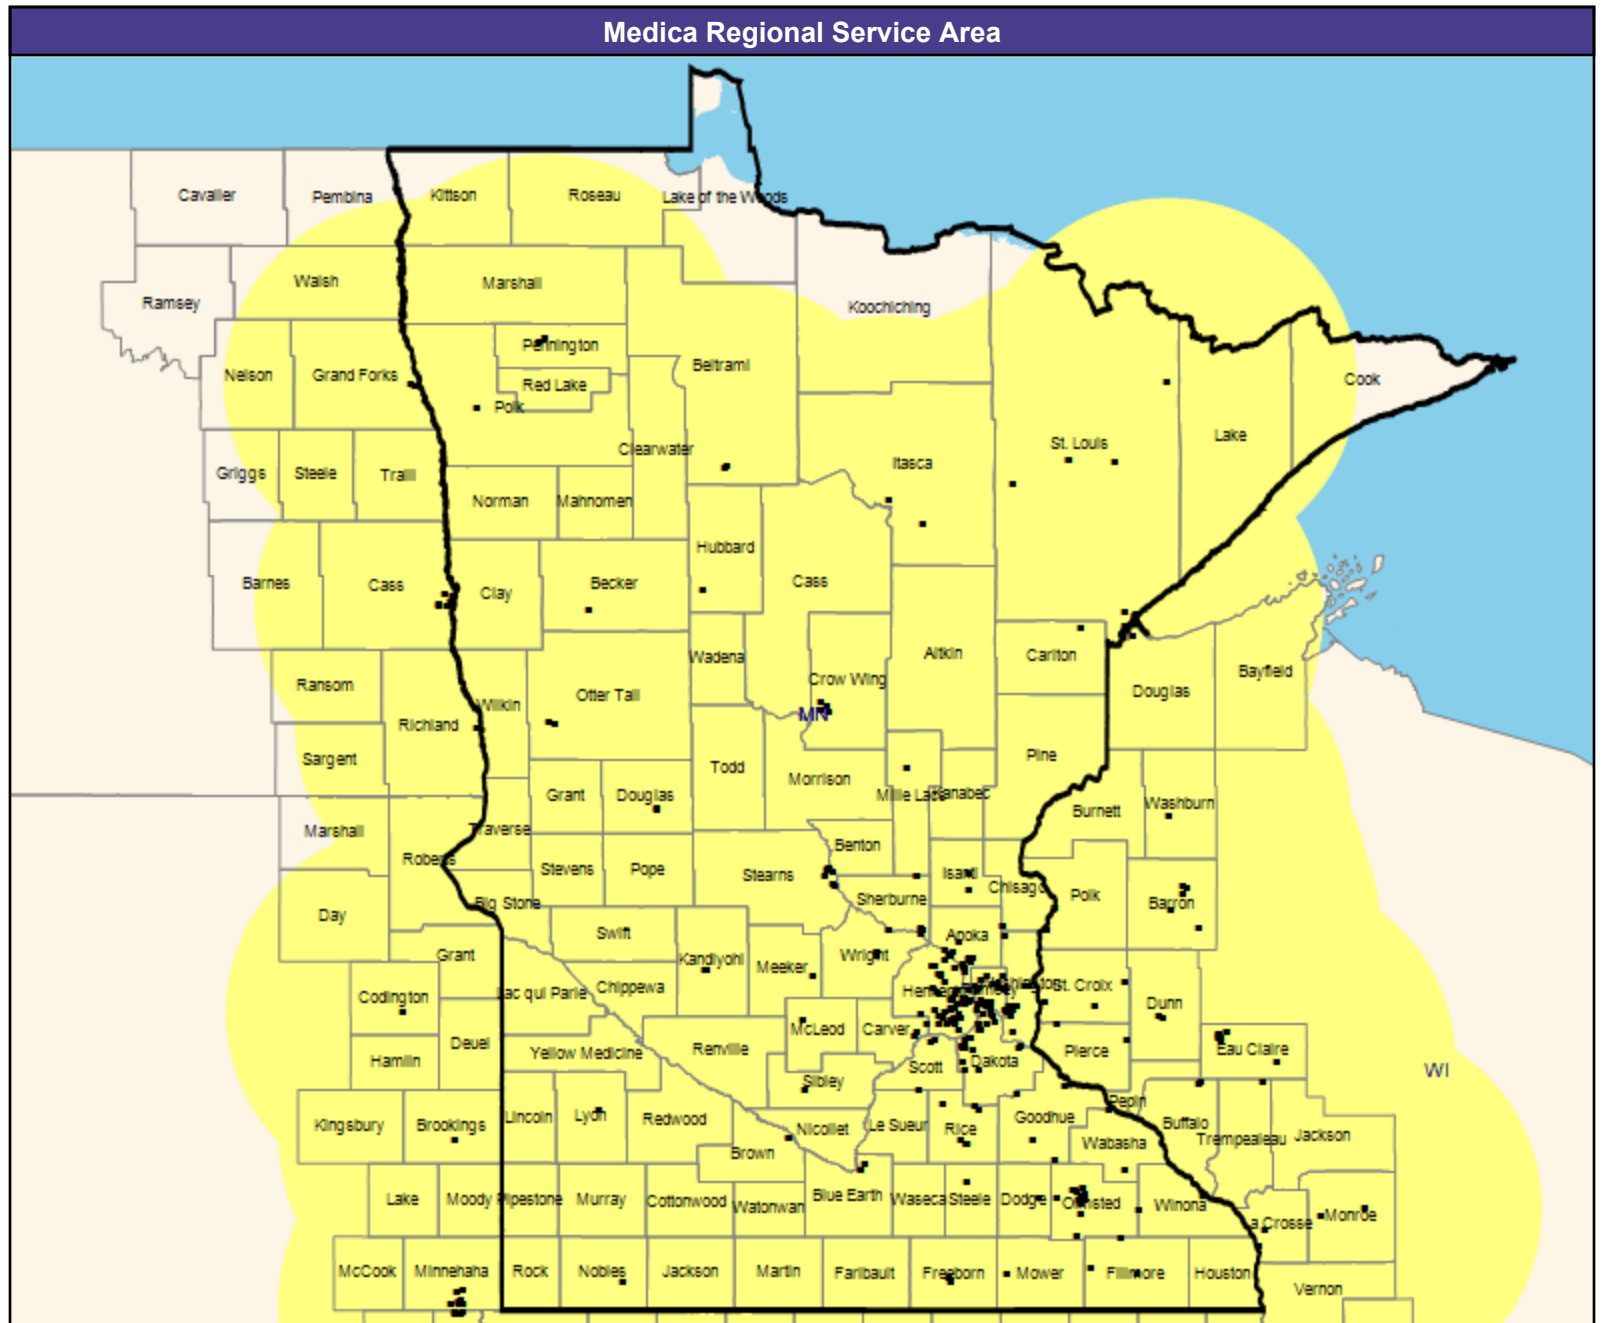 Medica Regional Service Area
Cavalier
Pembina
Kittson
Roseau
Lake of the Woods
Ramsey
Walsh
Marshall
Koochiching
Pennington
Nelson
Grand Forks
Red Lake
Polk
Beltrami
Cook
Clearwater
St. Louis
Lake
Itasca
Griggs
Steele
Traill
Norman
Mahnomen
Hubbard
Cass
Barnes
Cass
Clay
Becker
Wadena
Crow Wing
Aitkin
Carlton
Douglas
Bayfield
Ransom
Richland
Wilkin
Otter Tail
MN
Sargent
Todd
Morrison
Pine
Grant
Douglas
Mille Lacs
Kanabec
Burnett
Washburn
Marshall
Roberts
Traverse
Stevens
Pope
Stearns
Benton
Isanti
Chisago
Polk
Barron
Sherburne
Day
Big Stone
Swift
Anoka
Grant
Kandiyohi
Meeker
Wright
Codington
Lac qui Parle
Chippewa
Hennepin
Ramsey
Washington
St. Croix
Dunn
Deuel
McLeod
Carver
Hamlin
Yellow Medicine
Renville
Scott
Dakota
Pierce
Eau Claire
WI
Sibley
Kingsbury
Brookings
Lincoln
Lyon
Redwood
Brown
Nicollet
Le Sueur
Rice
Goodhue
Pepin
Wabasha
Buffalo
Trempealeau
Jackson
Lake
Moody
Pipestone
Murray
Cottonwood
Watonwan
Blue Earth
Waseca
Steele
Dodge
Olmsted
Winona
La Crosse
Monroe
McCook
Minnehaha
Rock
Nobles
Jackson
Martin
Faribault
Freeborn
Mower
Fillmore
Houston
Vernon